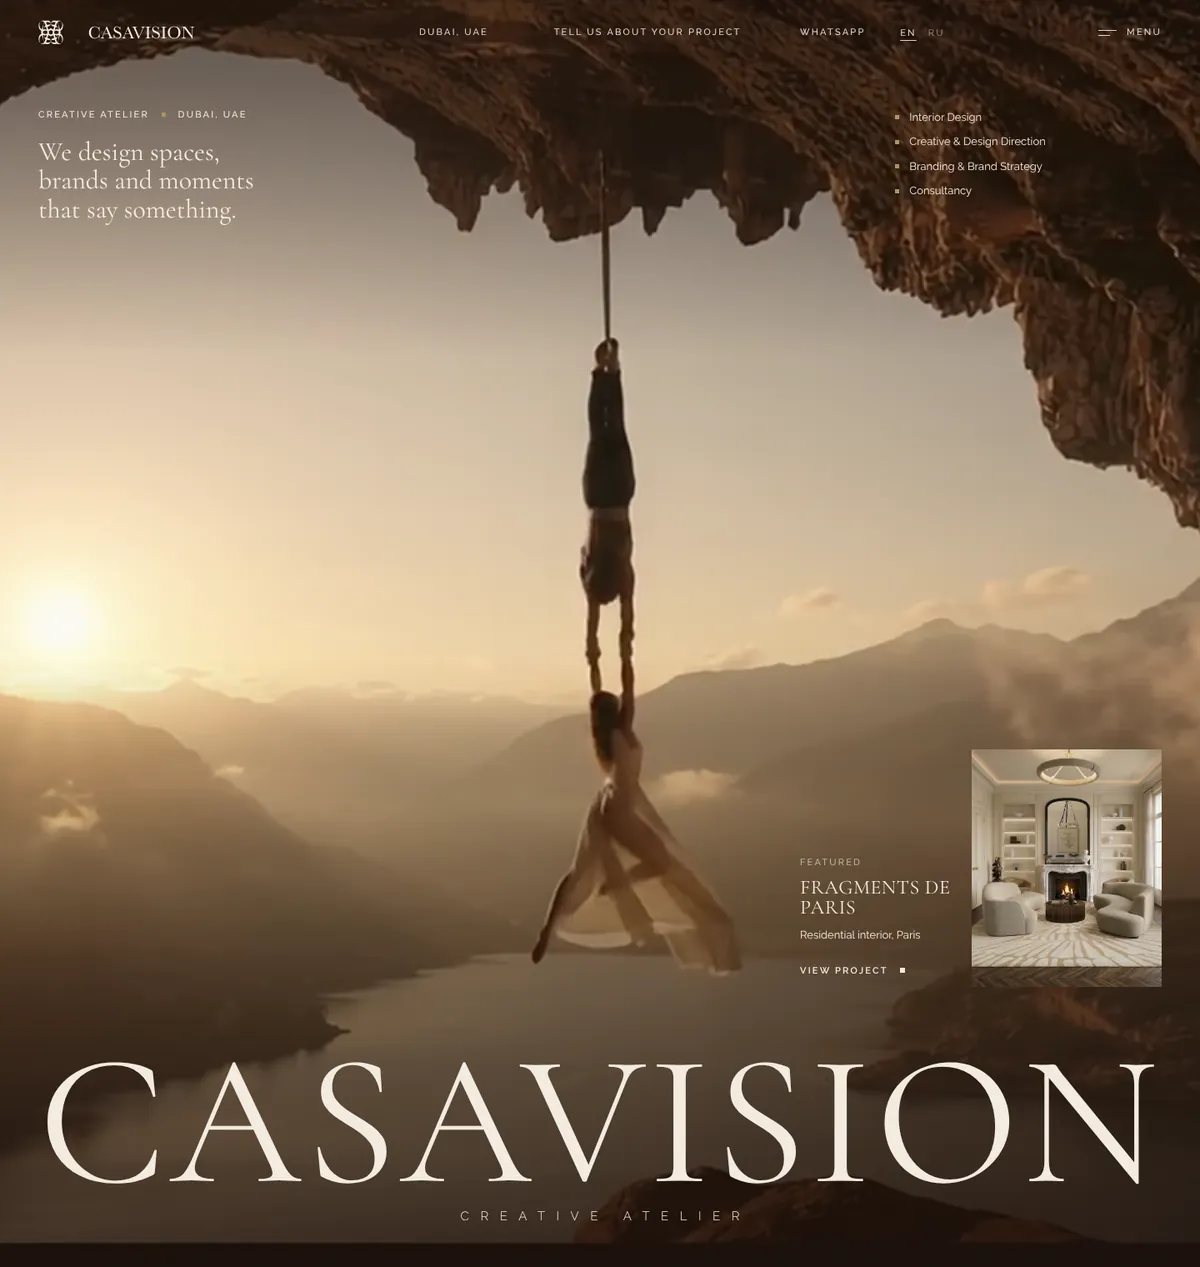 CASAVISION
DUBAI, UAE
TELL US ABOUT YOUR PROJECT
WHATSAPP
EN RU
MENU
CREATIVE ATELIER ▪ DUBAI, UAE
We design spaces,
brands and moments
that say something.
Interior Design
Creative & Design Direction
Branding & Brand Strategy
Consultancy
FEATURED
FRAGMENTS DE
PARIS
Residential interior, Paris
VIEW PROJECT
CASAVISION
CREATIVE ATELIER